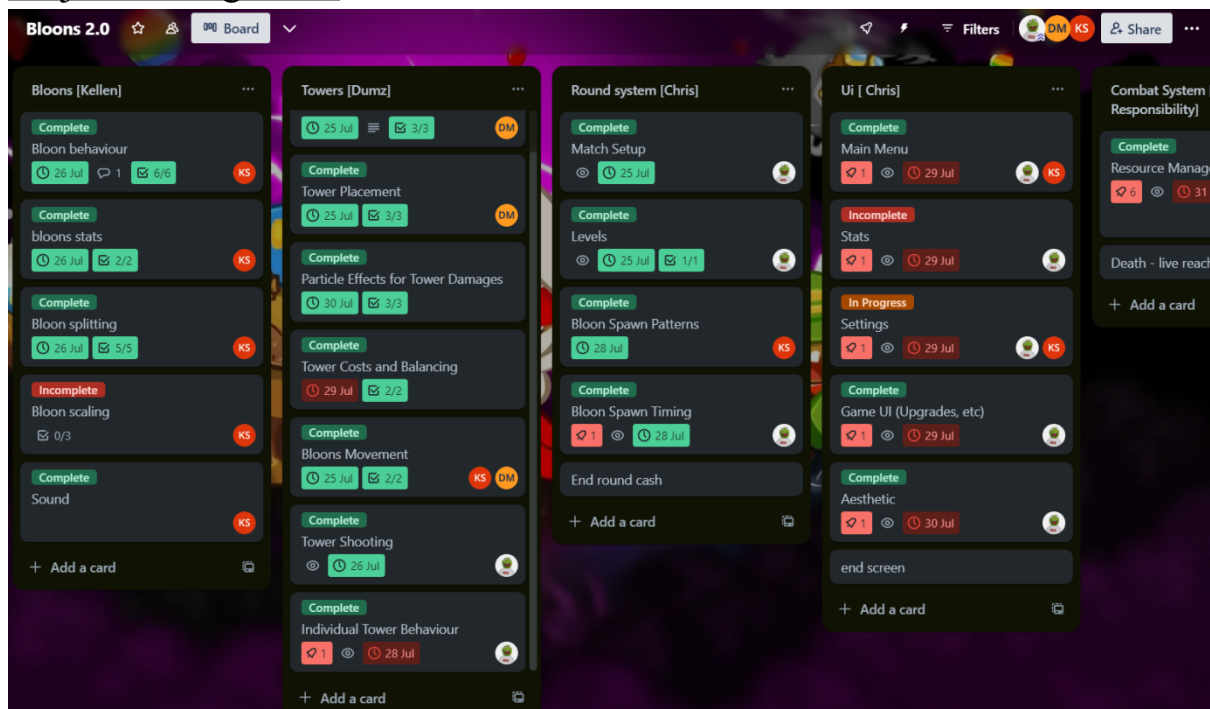 Bloons 2.0 Board Filters DM KS Share
Bloons [Kellen]
Complete
Bloon behaviour
26 Jul 1 6/6 KS
Complete
bloons stats
26 Jul 2/2 KS
Complete
Bloon splitting
26 Jul 5/5 KS
Incomplete
Bloon scaling
0/3 KS
Complete
Sound
KS
+ Add a card
Towers [Dumz]
25 Jul 3/3 DM
Complete
Tower Placement
25 Jul 3/3 DM
Complete
Particle Effects for Tower Damages
30 Jul 3/3
Complete
Tower Costs and Balancing
29 Jul 2/2
Complete
Bloons Movement
25 Jul 2/2 KS DM
Complete
Tower Shooting
26 Jul
Complete
Individual Tower Behaviour
1 28 Jul
+ Add a card
Round system [Chris]
Complete
Match Setup
25 Jul
Complete
Levels
25 Jul 1/1
Complete
Bloon Spawn Patterns
28 Jul KS
Complete
Bloon Spawn Timing
1 28 Jul
End round cash
+ Add a card
Ui [ Chris]
Complete
Main Menu
1 29 Jul KS
Incomplete
Stats
1 29 Jul
In Progress
Settings
1 29 Jul KS
Complete
Game UI (Upgrades, etc)
1 29 Jul
Complete
Aesthetic
1 30 Jul
end screen
+ Add a card
Combat System
Responsibility]
Complete
Resource Manag
6 31
Death - live reach
+ Add a card